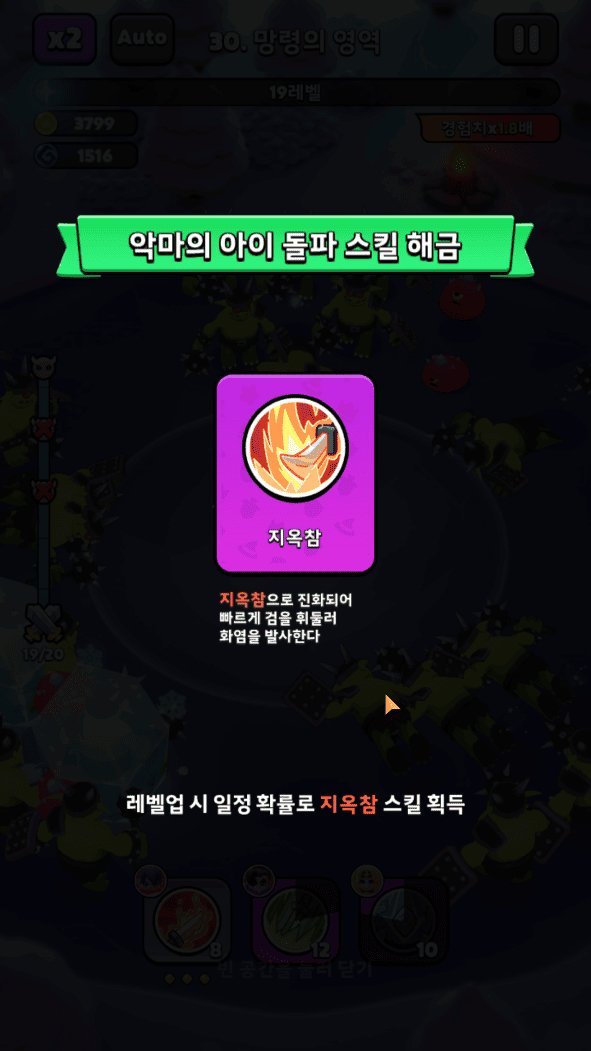 x2
Auto
30. 망령의 영역
19레벨
3799
경험치x1.8배
1516
악마의 아이 돌파 스킬 해금
지옥참
지옥참으로 진화되어
빠르게 검을 휘둘러
화염을 발사한다
19/20
레벨업 시 일정 확률로 지옥참 스킬 획득
8
12
10
빈 공간을 눌러 닫기